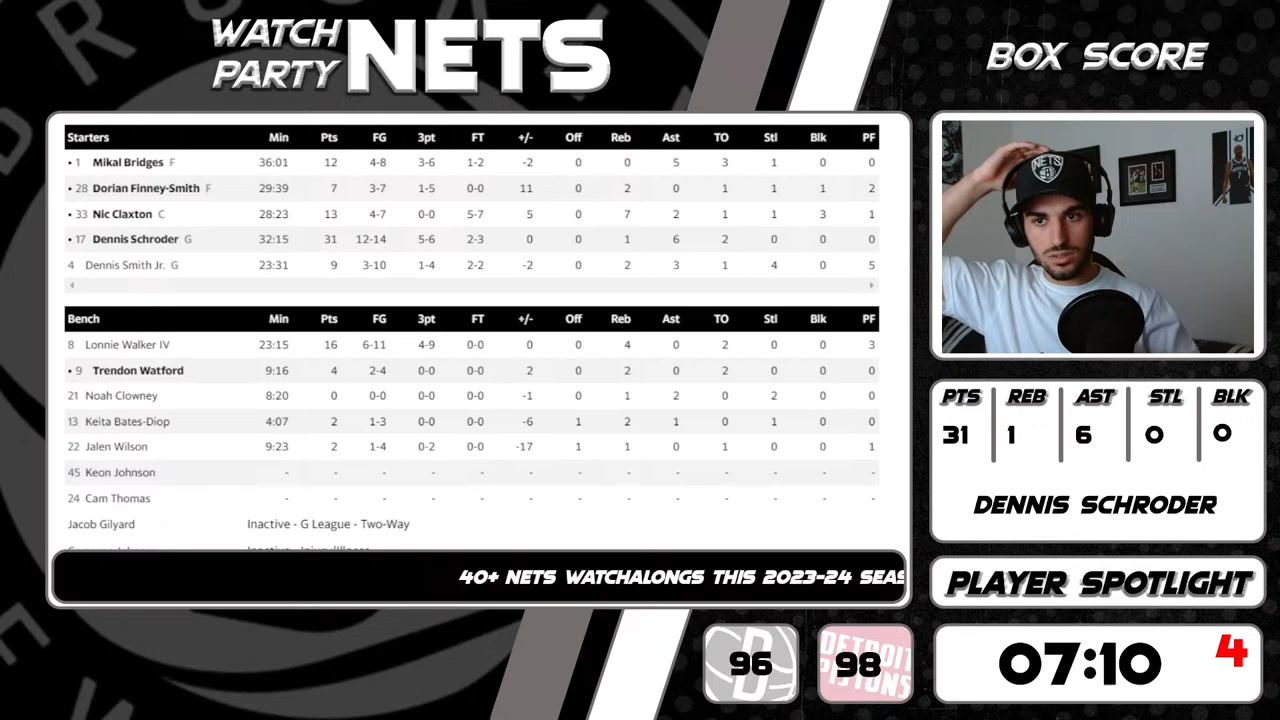 WATCH PARTY NETS
BOX SCORE
Starters Min Pts FG 3pt FT +/- Off Reb Ast TO Stl Blk PF
• 1 Mikal Bridges F 36:01 12 4-8 3-6 1-2 -2 0 0 5 3 1 0 0
• 28 Dorian Finney-Smith F 29:39 7 3-7 1-5 0-0 11 0 2 0 1 1 1 2
• 33 Nic Claxton C 28:23 13 4-7 0-0 5-7 5 0 7 2 1 1 3 1
• 17 Dennis Schroder G 32:15 31 12-14 5-6 2-3 0 0 1 6 2 0 0 0
4 Dennis Smith Jr. G 23:31 9 3-10 1-4 2-2 -2 0 2 3 1 4 0 5
Bench Min Pts FG 3pt FT +/- Off Reb Ast TO Stl Blk PF
8 Lonnie Walker IV 23:15 16 6-11 4-9 0-0 0 0 4 0 2 0 0 3
• 9 Trendon Watford 9:16 4 2-4 0-0 0-0 2 0 2 0 2 0 0 0
21 Noah Clowney 8:20 0 0-0 0-0 0-0 -1 0 1 2 0 2 0 0
13 Keita Bates-Diop 4:07 2 1-3 0-0 0-0 -6 1 2 1 0 1 0 0
22 Jalen Wilson 9:23 2 1-4 0-2 0-0 -17 1 1 0 1 0 0 1
45 Keon Johnson - - - - - - - - - - - - -
24 Cam Thomas - - - - - - - - - - - - -
Jacob Gilyard Inactive - G League - Two-Way
40+ NETS WATCHALONGS THIS 2023-24 SEAS
NETS
PTS REB AST STL BLK
31 1 6 0 0
DENNIS SCHRODER
PLAYER SPOTLIGHT
96
DETROIT PISTONS
98
07:10 4